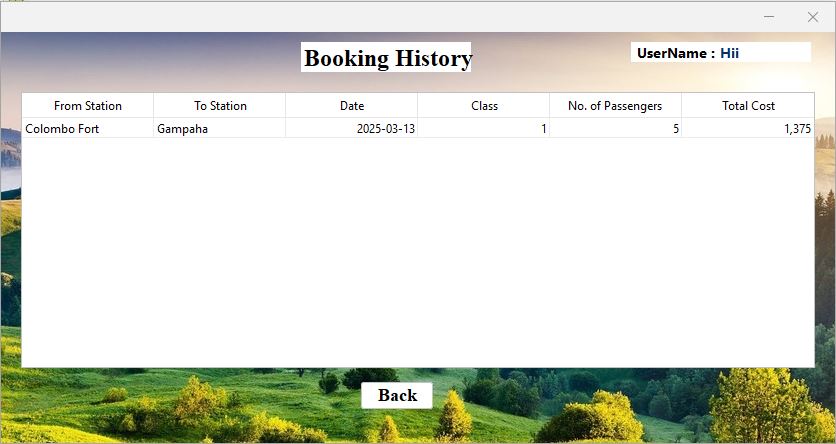 Booking History
UserName : Hii
From Station To Station Date Class No. of Passengers Total Cost
Colombo Fort Gampaha 2025-03-13 1 5 1,375
Back